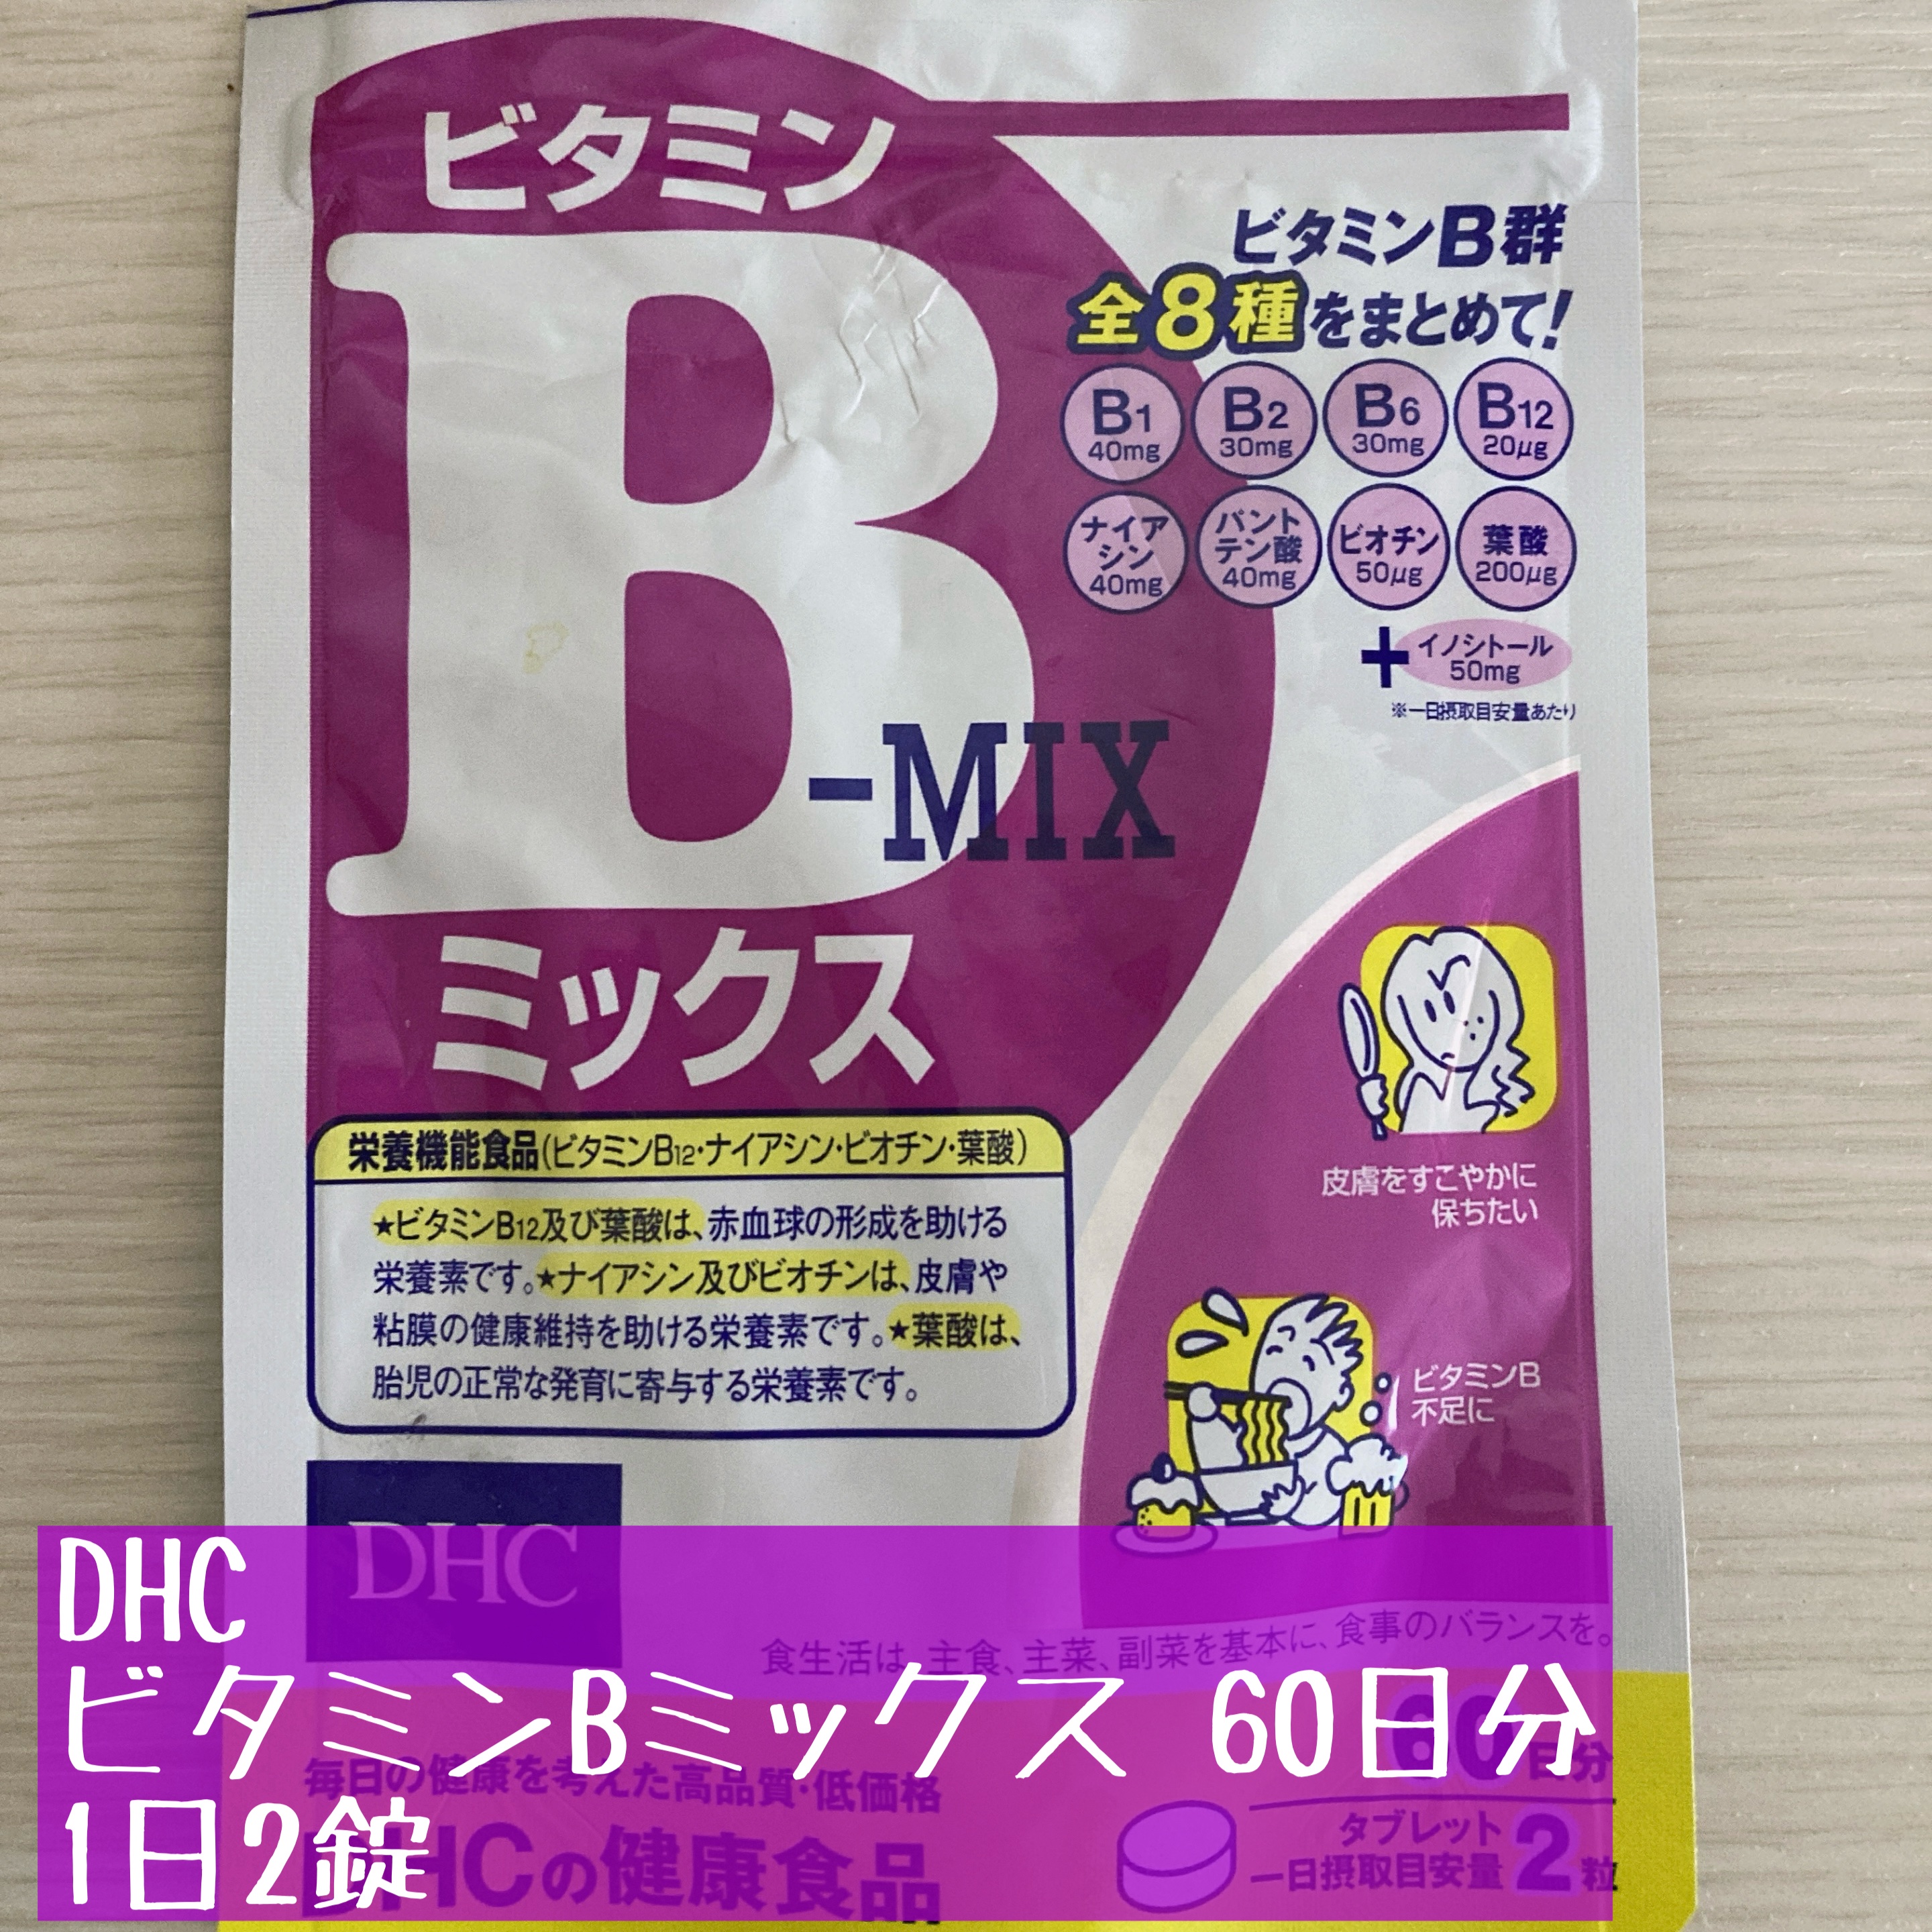 ビタミン
B
-MIX
ミックス
ビタミンB群
全8種をまとめて!
B1
40mg
B2
30mg
B6
30mg
B12
20μg
ナイア
シン
40mg
パント
テン酸
40mg
ビオチン
50μg
葉酸
200μg
+イノシトール
50mg
※一日摂取目安量あたり
皮膚をすこやかに
保ちたい
ビタミンB
不足に
栄養機能食品(ビタミンB12・ナイアシン・ビオチン・葉酸)
★ビタミンB12及び葉酸は、赤血球の形成を助ける
栄養素です。★ナイアシン及びビオチンは、皮膚や
粘膜の健康維持を助ける栄養素です。★葉酸は、
胎児の正常な発育に寄与する栄養素です。
DHC
食生活は、主食、主菜、副菜を基本に、食事のバランスを。
60日分
毎日の健康を考えた高品質・低価格
DHCの健康食品
タブレット
一日摂取目安量2粒
DHC
ビタミンBミックス 60日分
1日2錠